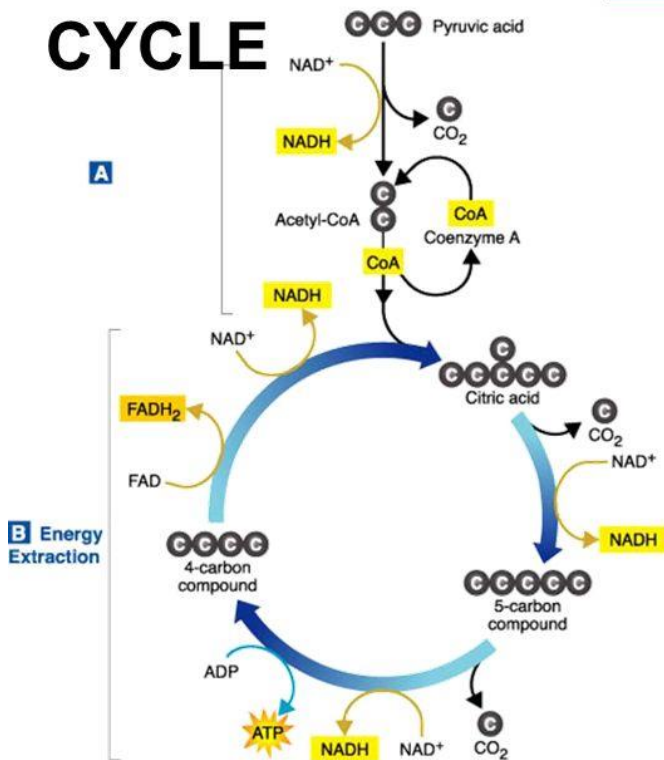 CYCLE
C C C Pyruvic acid
NAD⁺
C
CO₂
NADH
A
C
C
Acetyl-CoA
CoA
Coenzyme A
CoA
NADH
NAD⁺
C
C C C C C
Citric acid
C
CO₂
FADH₂
NAD⁺
FAD
B Energy
Extraction
NADH
C C C C
4-carbon
compound
C C C C C
5-carbon
compound
ADP
ATP
NADH
NAD⁺
C
CO₂